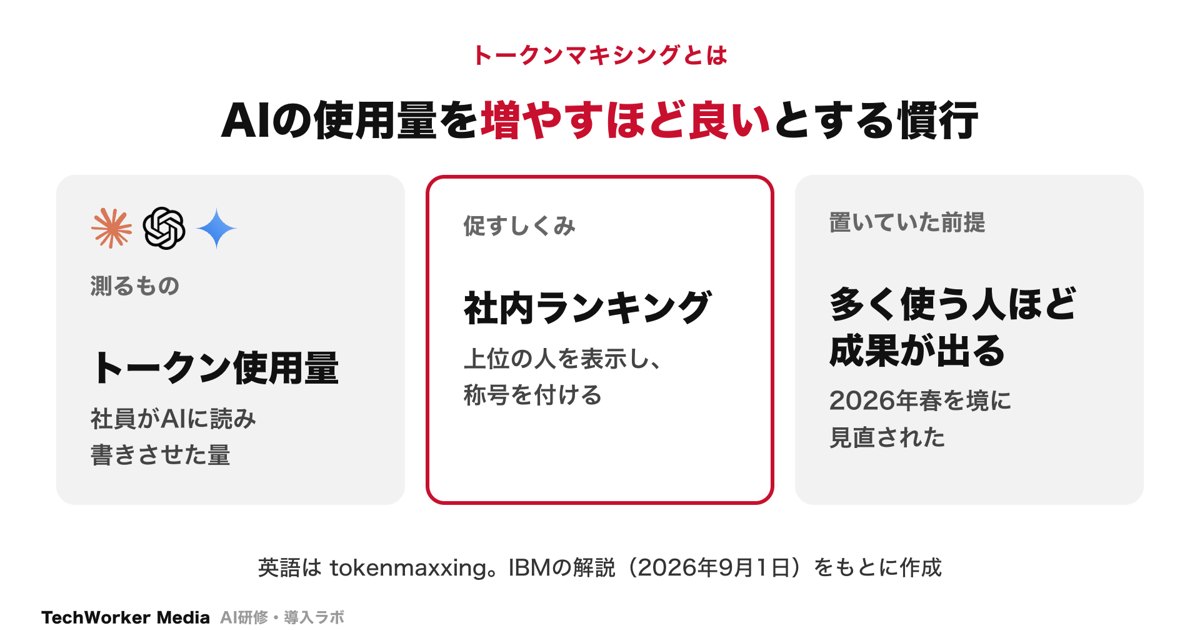 トークンマキシングとは
AIの使用量を増やすほど良いとする慣行
測るもの
トークン使用量
社員がAIに読み
書きさせた量
促すしくみ
社内ランキング
上位の人を表示し、
称号を付ける
置いていた前提
多く使う人ほど
成果が出る
2026年春を境に
見直された
英語は tokenmaxxing。IBMの解説（2026年9月1日）をもとに作成
TechWorker Media AI研修・導入ラボ